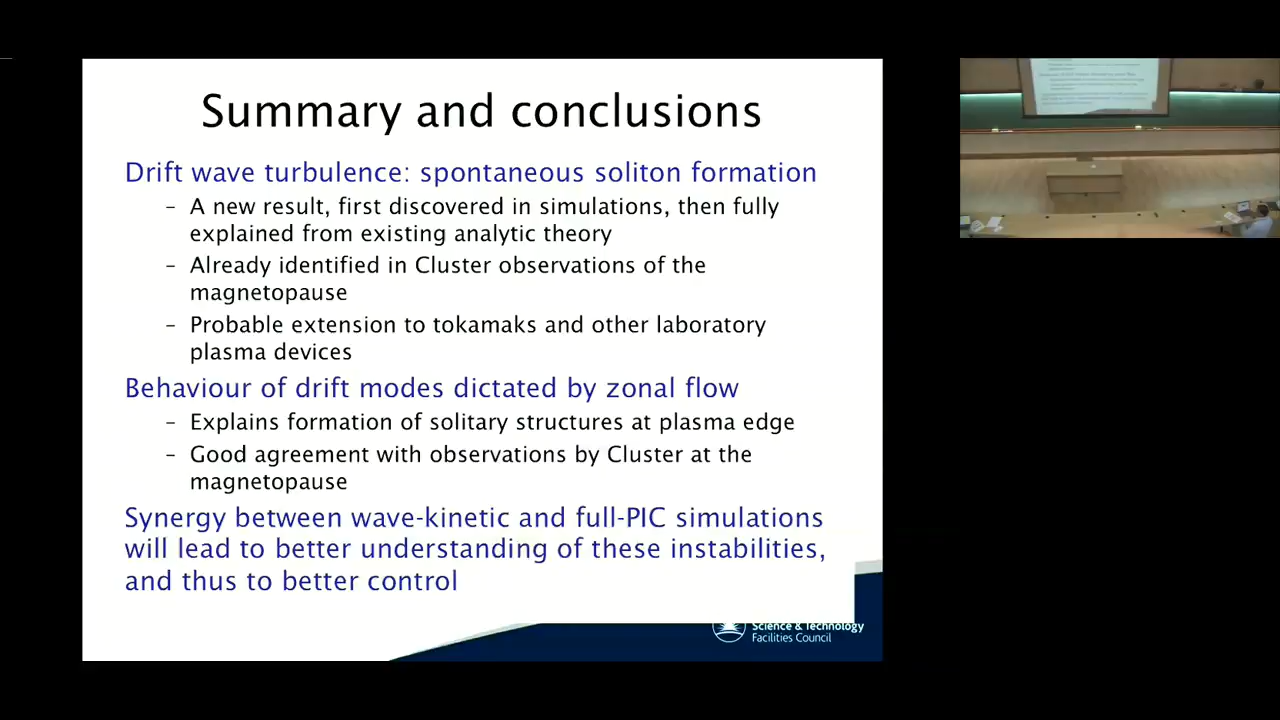 Summary and conclusions
Drift wave turbulence: spontaneous soliton formation
– A new result, first discovered in simulations, then fully
explained from existing analytic theory
– Already identified in Cluster observations of the
magnetopause
– Probable extension to tokamaks and other laboratory
plasma devices
Behaviour of drift modes dictated by zonal flow
– Explains formation of solitary structures at plasma edge
– Good agreement with observations by Cluster at the
magnetopause
Synergy between wave-kinetic and full-PIC simulations
will lead to better understanding of these instabilities,
and thus to better control
Science & Technology
Facilities Council